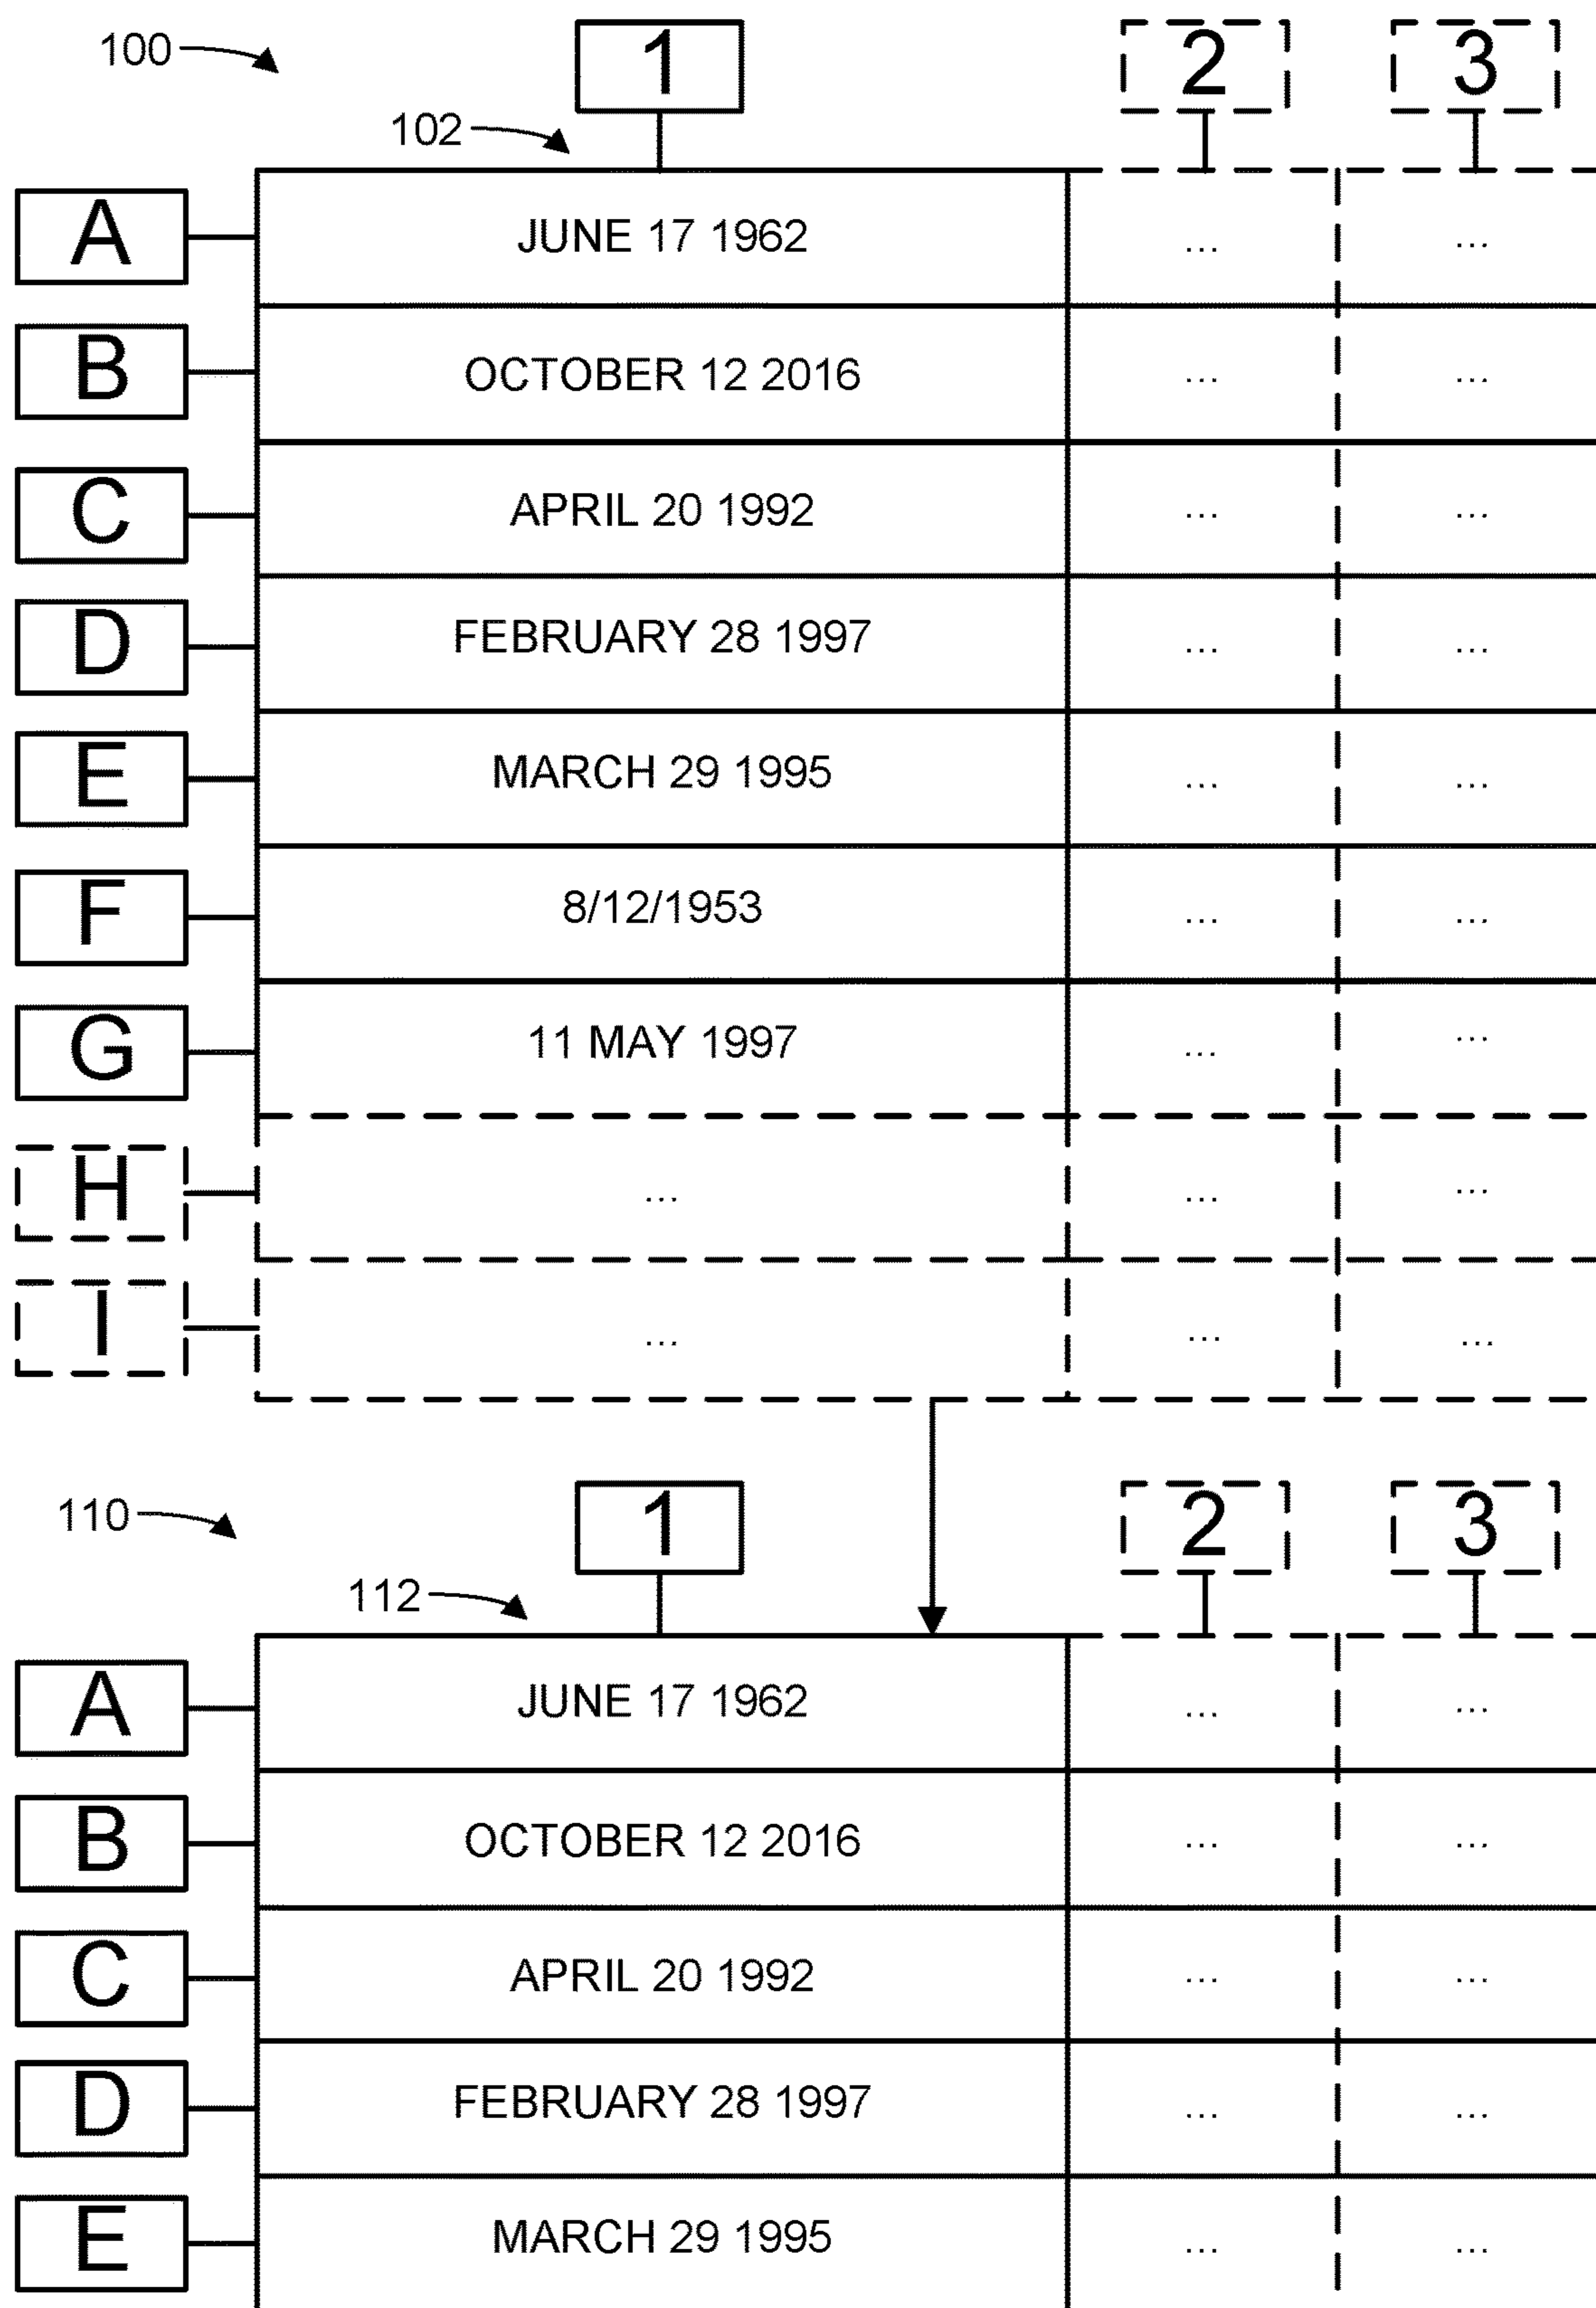 100 1 2 3
102
A JUNE 17 1962 ... ...
B OCTOBER 12 2016 ... ...
C APRIL 20 1992 ... ...
D FEBRUARY 28 1997 ... ...
E MARCH 29 1995 ... ...
F 8/12/1953 ... ...
G 11 MAY 1997 ... ...
H ... ... ...
I ... ... ...
110 1 2 3
112
A JUNE 17 1962 ... ...
B OCTOBER 12 2016 ... ...
C APRIL 20 1992 ... ...
D FEBRUARY 28 1997 ... ...
E MARCH 29 1995 ... ...